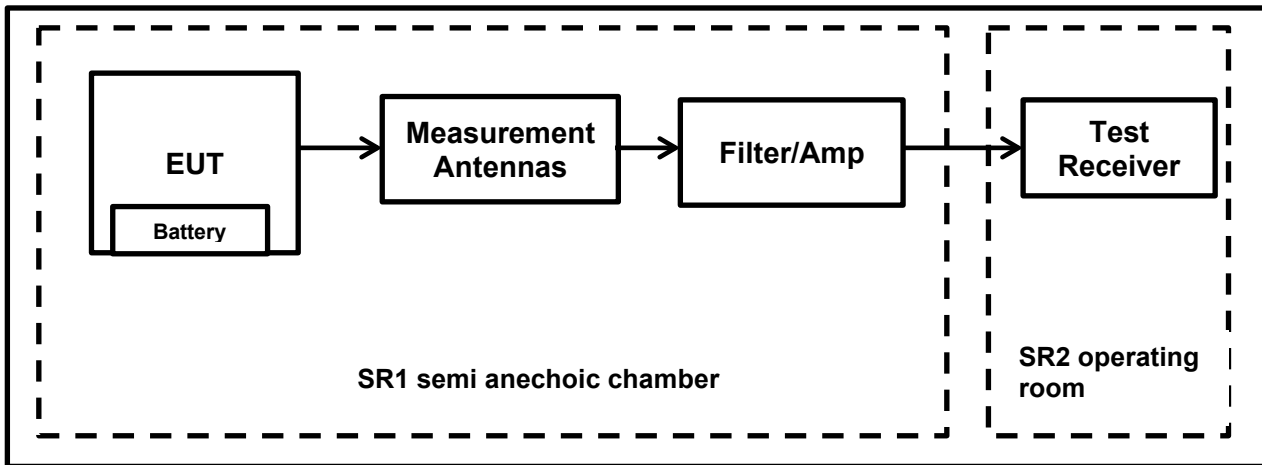 EUT
Battery
Measurement
Antennas
Filter/Amp
Test
Receiver
SR1 semi anechoic chamber
SR2 operating
room